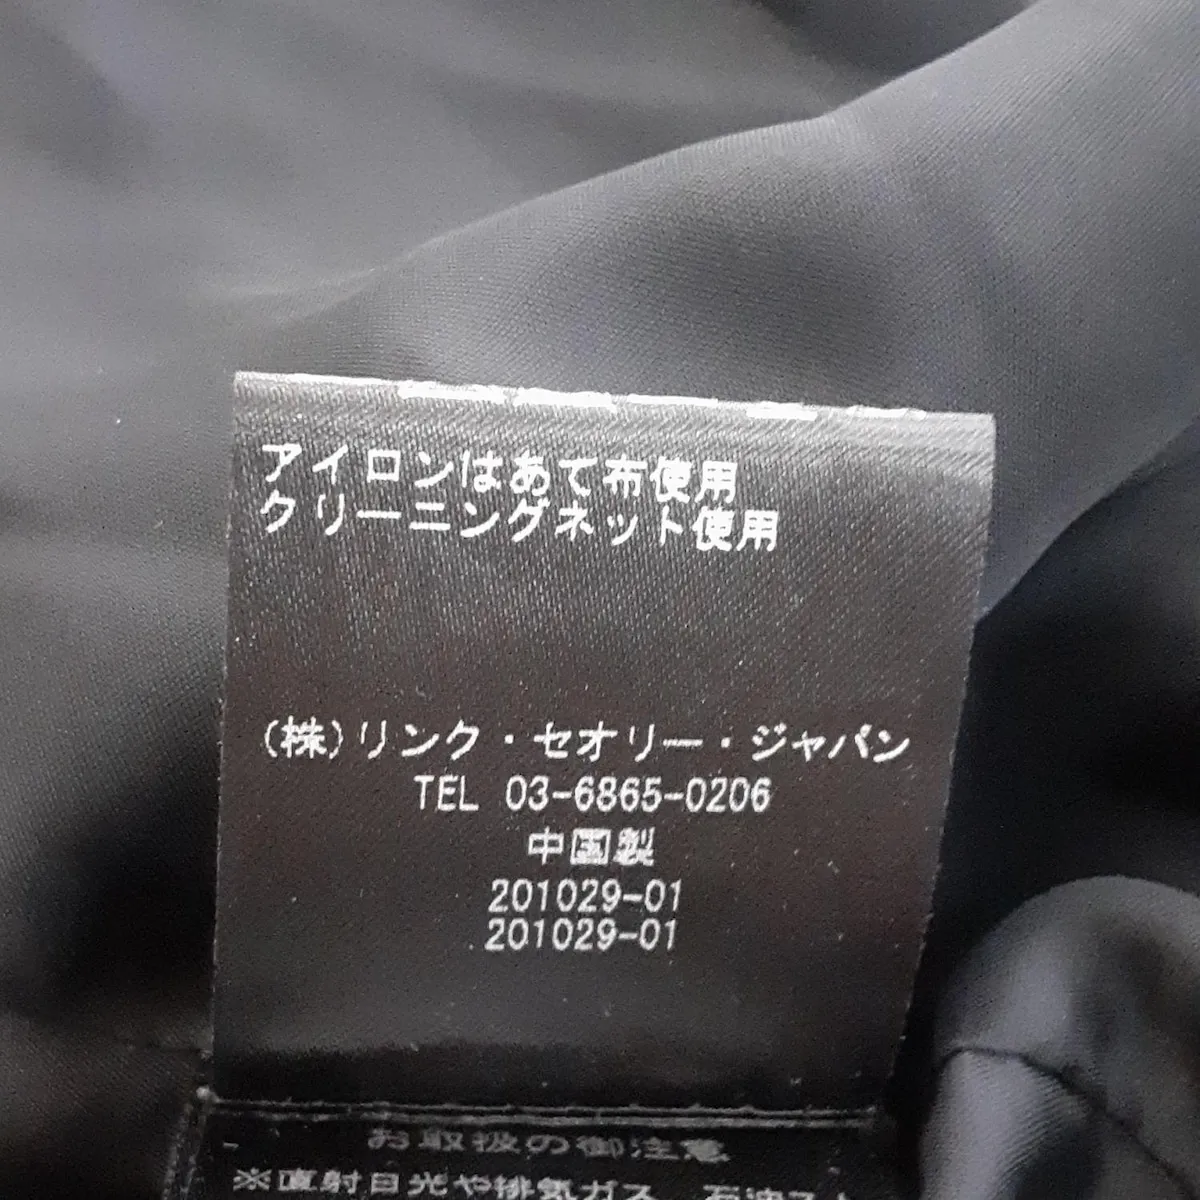 アイロンはあて布使用
クリーニングネット使用
(株)リンク・セオリー・ジャパン
TEL 03-6865-0206
中国製
201029-01
201029-01
お取扱の御注意
※直射日光や排気ガス、石油スト